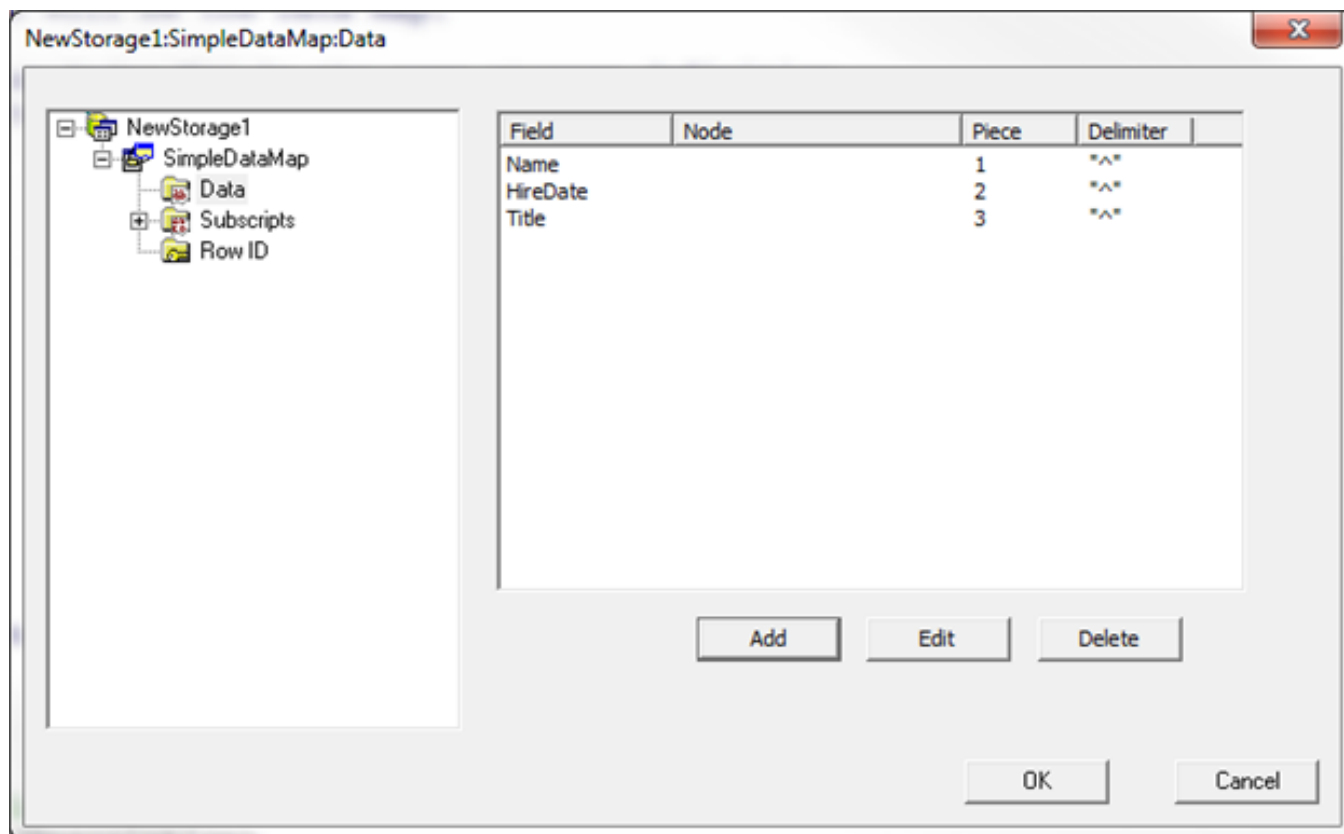 NewStorage1:SimpleDataMap:Data
NewStorage1
SimpleDataMap
Data
Subscripts
Row ID
Field Node Piece Delimiter
Name 1 "^"
HireDate 2 "^"
Title 3 "^"
Add Edit Delete
OK Cancel